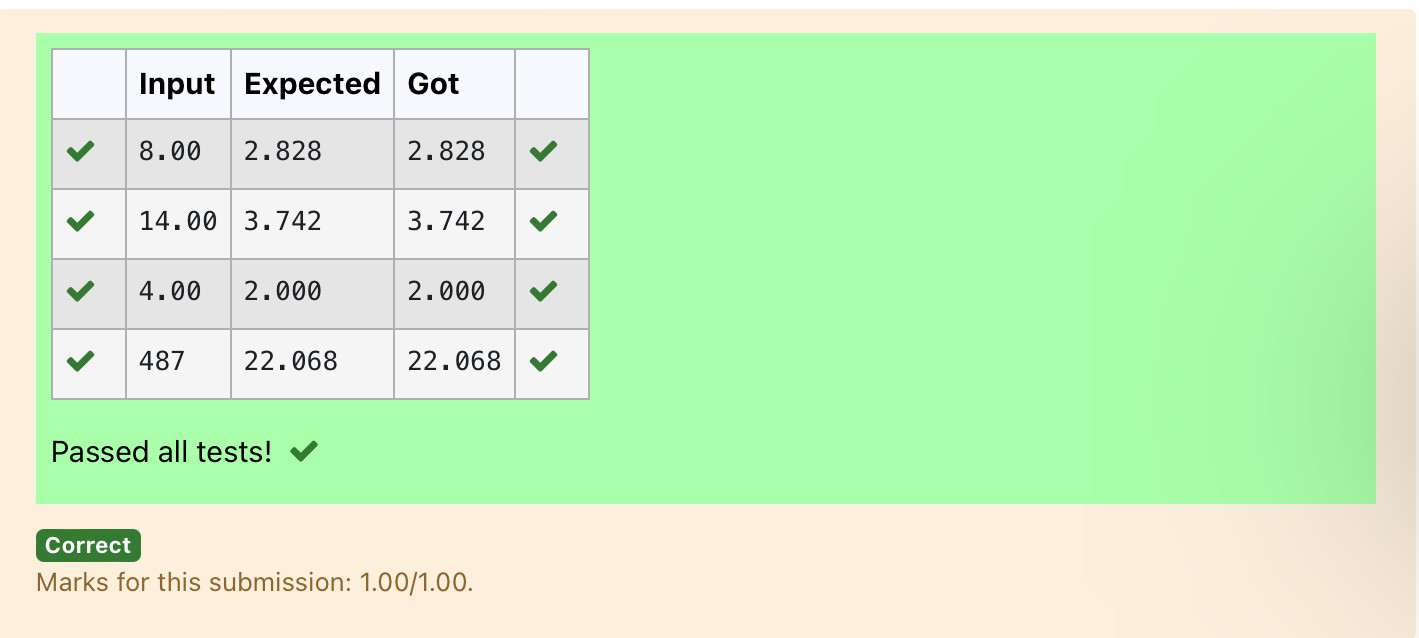 Input Expected Got
8.00 2.828 2.828
14.00 3.742 3.742
4.00 2.000 2.000
487 22.068 22.068
Passed all tests!
Correct
Marks for this submission: 1.00/1.00.